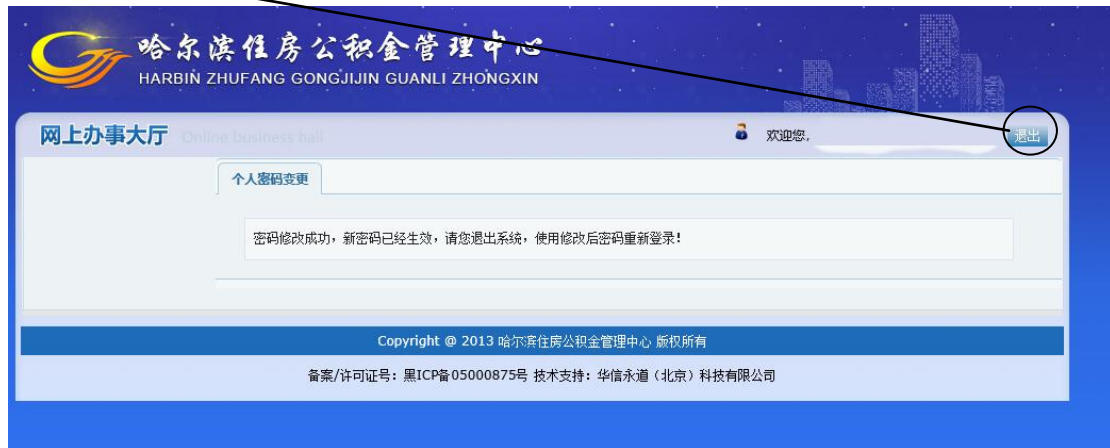 哈尔滨住房公积金管理中心
HARBIN ZHUFANG GONGJIJIN GUANLI ZHONGXIN
网上办事大厅 Online business hall 欢迎您, 退出
个人密码变更
密码修改成功，新密码已经生效，请您退出系统，使用修改后密码重新登录！
Copyright @ 2013 哈尔滨住房公积金管理中心 版权所有
备案/许可证号：黑ICP备05000875号 技术支持：华信永道（北京）科技有限公司